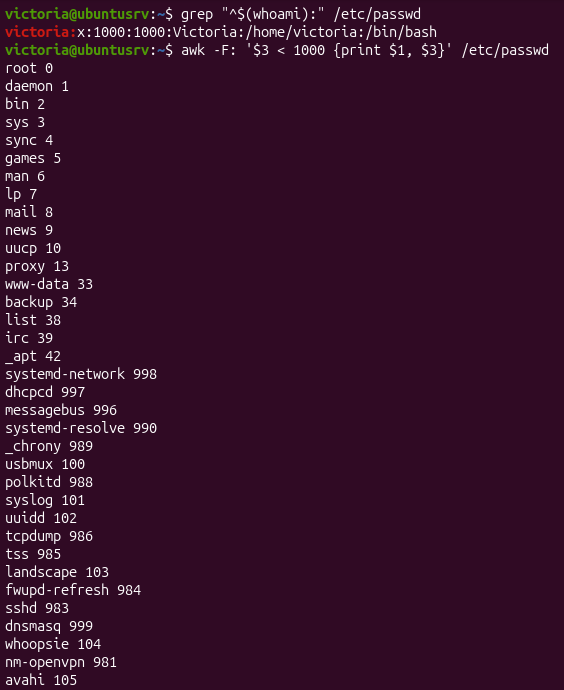 victoria@ubuntusrv:~$ grep "^$(whoami):" /etc/passwd
victoria:x:1000:1000:Victoria:/home/victoria:/bin/bash
victoria@ubuntusrv:~$ awk -F: '$3 < 1000 {print $1, $3}' /etc/passwd
root 0
daemon 1
bin 2
sys 3
sync 4
games 5
man 6
lp 7
mail 8
news 9
uucp 10
proxy 13
www-data 33
backup 34
list 38
irc 39
_apt 42
systemd-network 998
dhcpcd 997
messagebus 996
systemd-resolve 990
_chrony 989
usbmux 100
polkitd 988
syslog 101
uuidd 102
tcpdump 986
tss 985
landscape 103
fwupd-refresh 984
sshd 983
dnsmasq 999
whoopsie 104
nm-openvpn 981
avahi 105